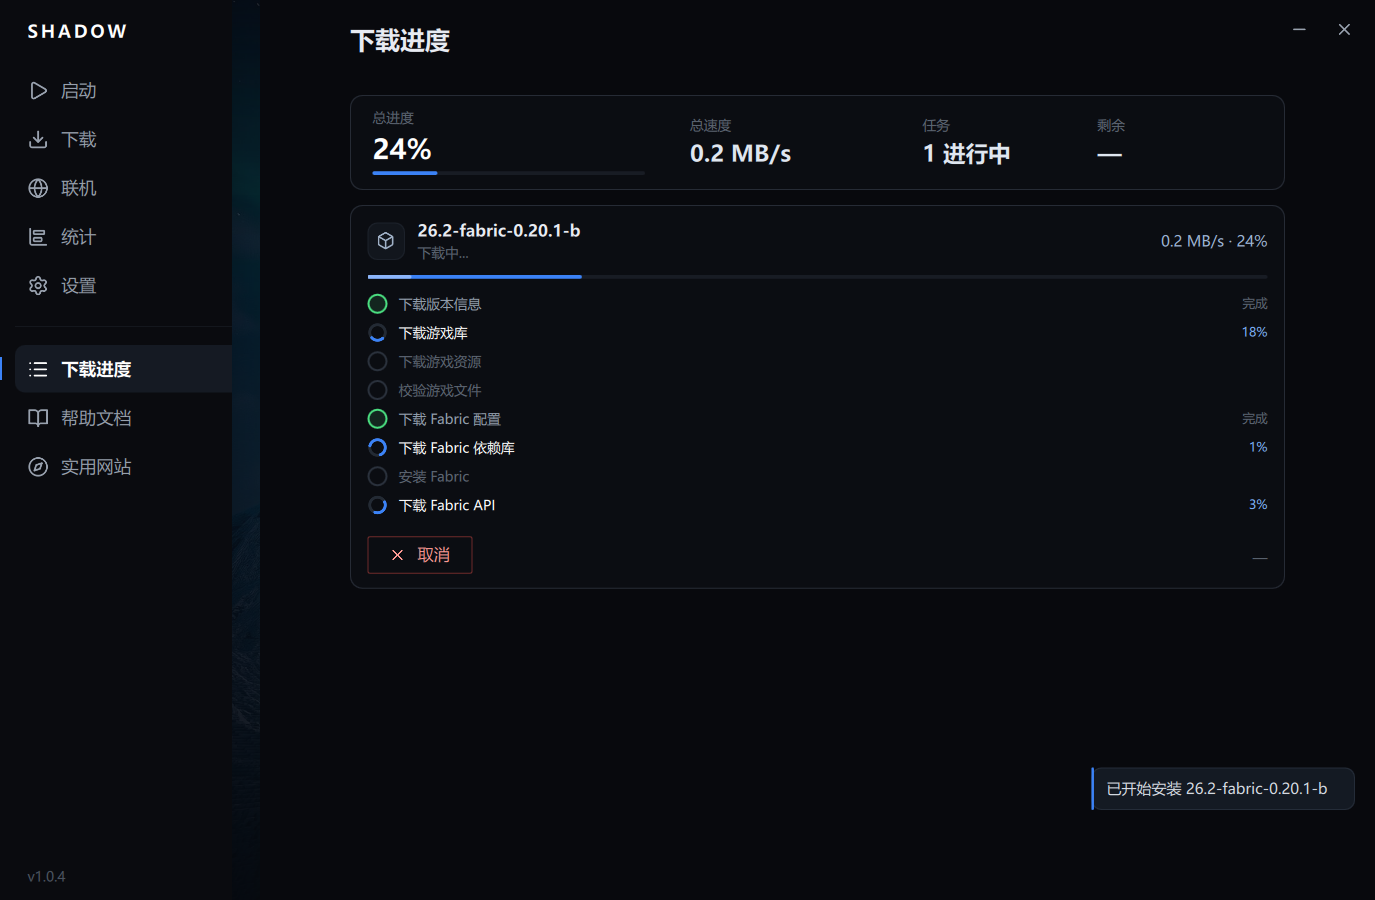 SHADOW
启动
下载
联机
统计
设置
下载进度
帮助文档
实用网站
v1.0.4
下载进度
总进度
24%
总速度
0.2 MB/s
任务
1 进行中
剩余
—
26.2-fabric-0.20.1-b
下载中...
0.2 MB/s · 24%
下载版本信息 完成
下载游戏库 18%
下载游戏资源
校验游戏文件
下载 Fabric 配置 完成
下载 Fabric 依赖库 1%
安装 Fabric
下载 Fabric API 3%
取消
—
已开始安装 26.2-fabric-0.20.1-b